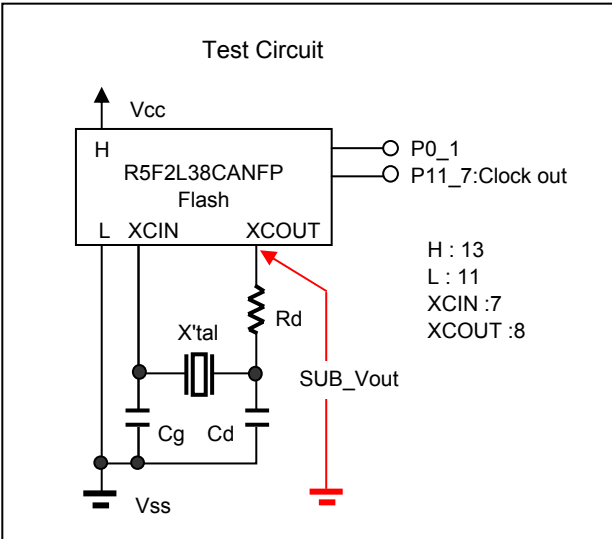 Test Circuit
Vcc
H
R5F2L38CANFP
Flash
L XCIN XCOUT
P0_1
P11_7:Clock out
H : 13
L : 11
XCIN :7
XCOUT :8
X'tal
Rd
SUB_Vout
Cg Cd
Vss